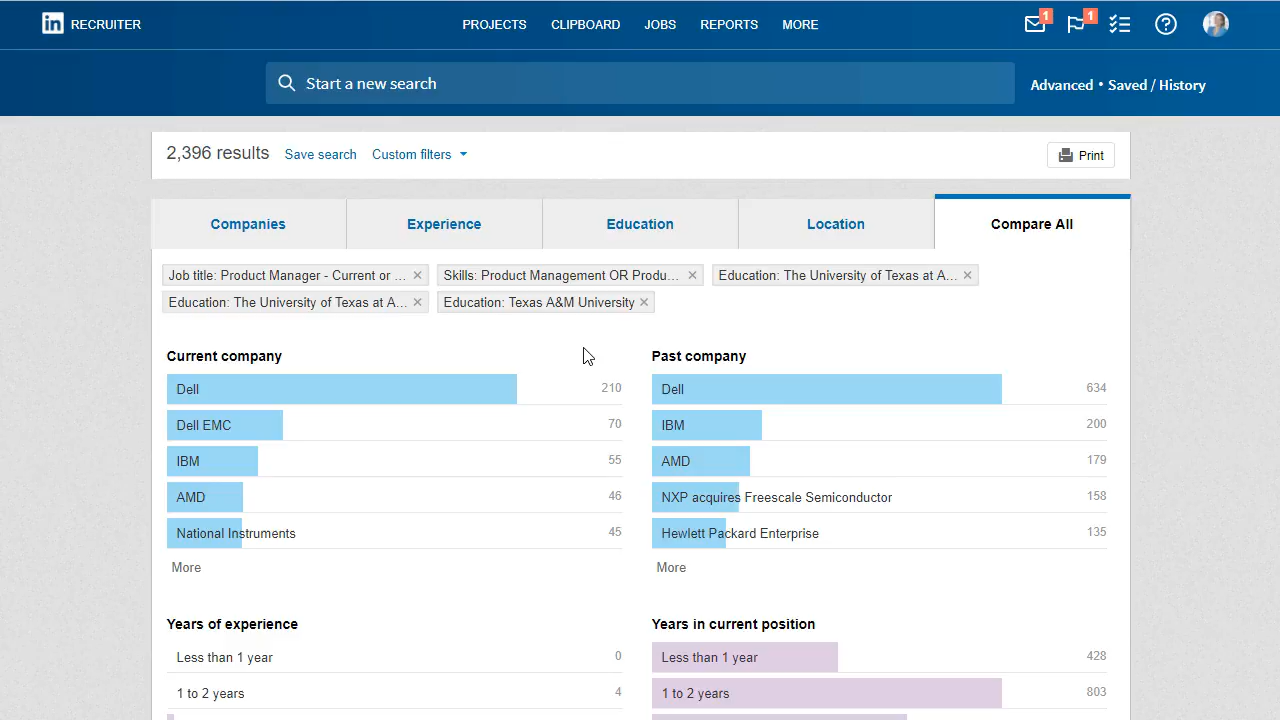 in RECRUITER
PROJECTS CLIPBOARD JOBS REPORTS MORE
1 1
Start a new search
Advanced • Saved / History
2,396 results Save search Custom filters
Print
Companies Experience Education Location Compare All
Job title: Product Manager - Current or ... ×
Skills: Product Management OR Produ... ×
Education: The University of Texas at A... ×
Education: The University of Texas at A... ×
Education: Texas A&M University ×
Current company
Dell 210
Dell EMC 70
IBM 55
AMD 46
National Instruments 45
More
Past company
Dell 634
IBM 200
AMD 179
NXP acquires Freescale Semiconductor 158
Hewlett Packard Enterprise 135
More
Years of experience
Less than 1 year 0
1 to 2 years 4
Years in current position
Less than 1 year 428
1 to 2 years 803